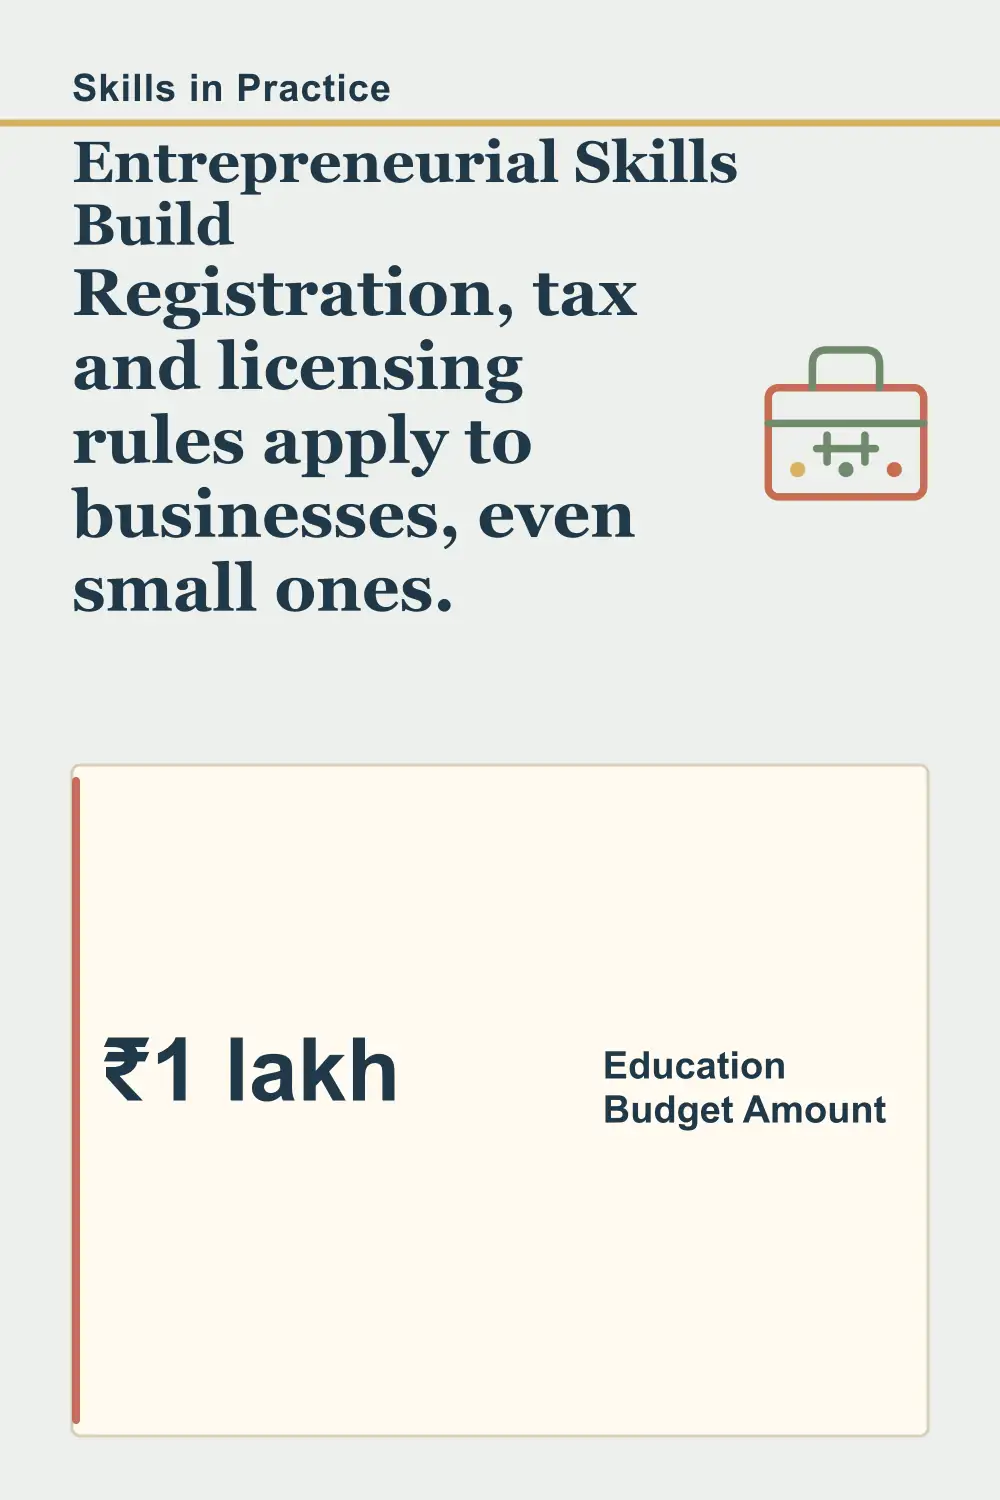 Skills in Practice
Entrepreneurial Skills
Build
Registration, tax
and licensing
rules apply to
businesses, even
small ones.
₹1 lakh
Education
Budget Amount